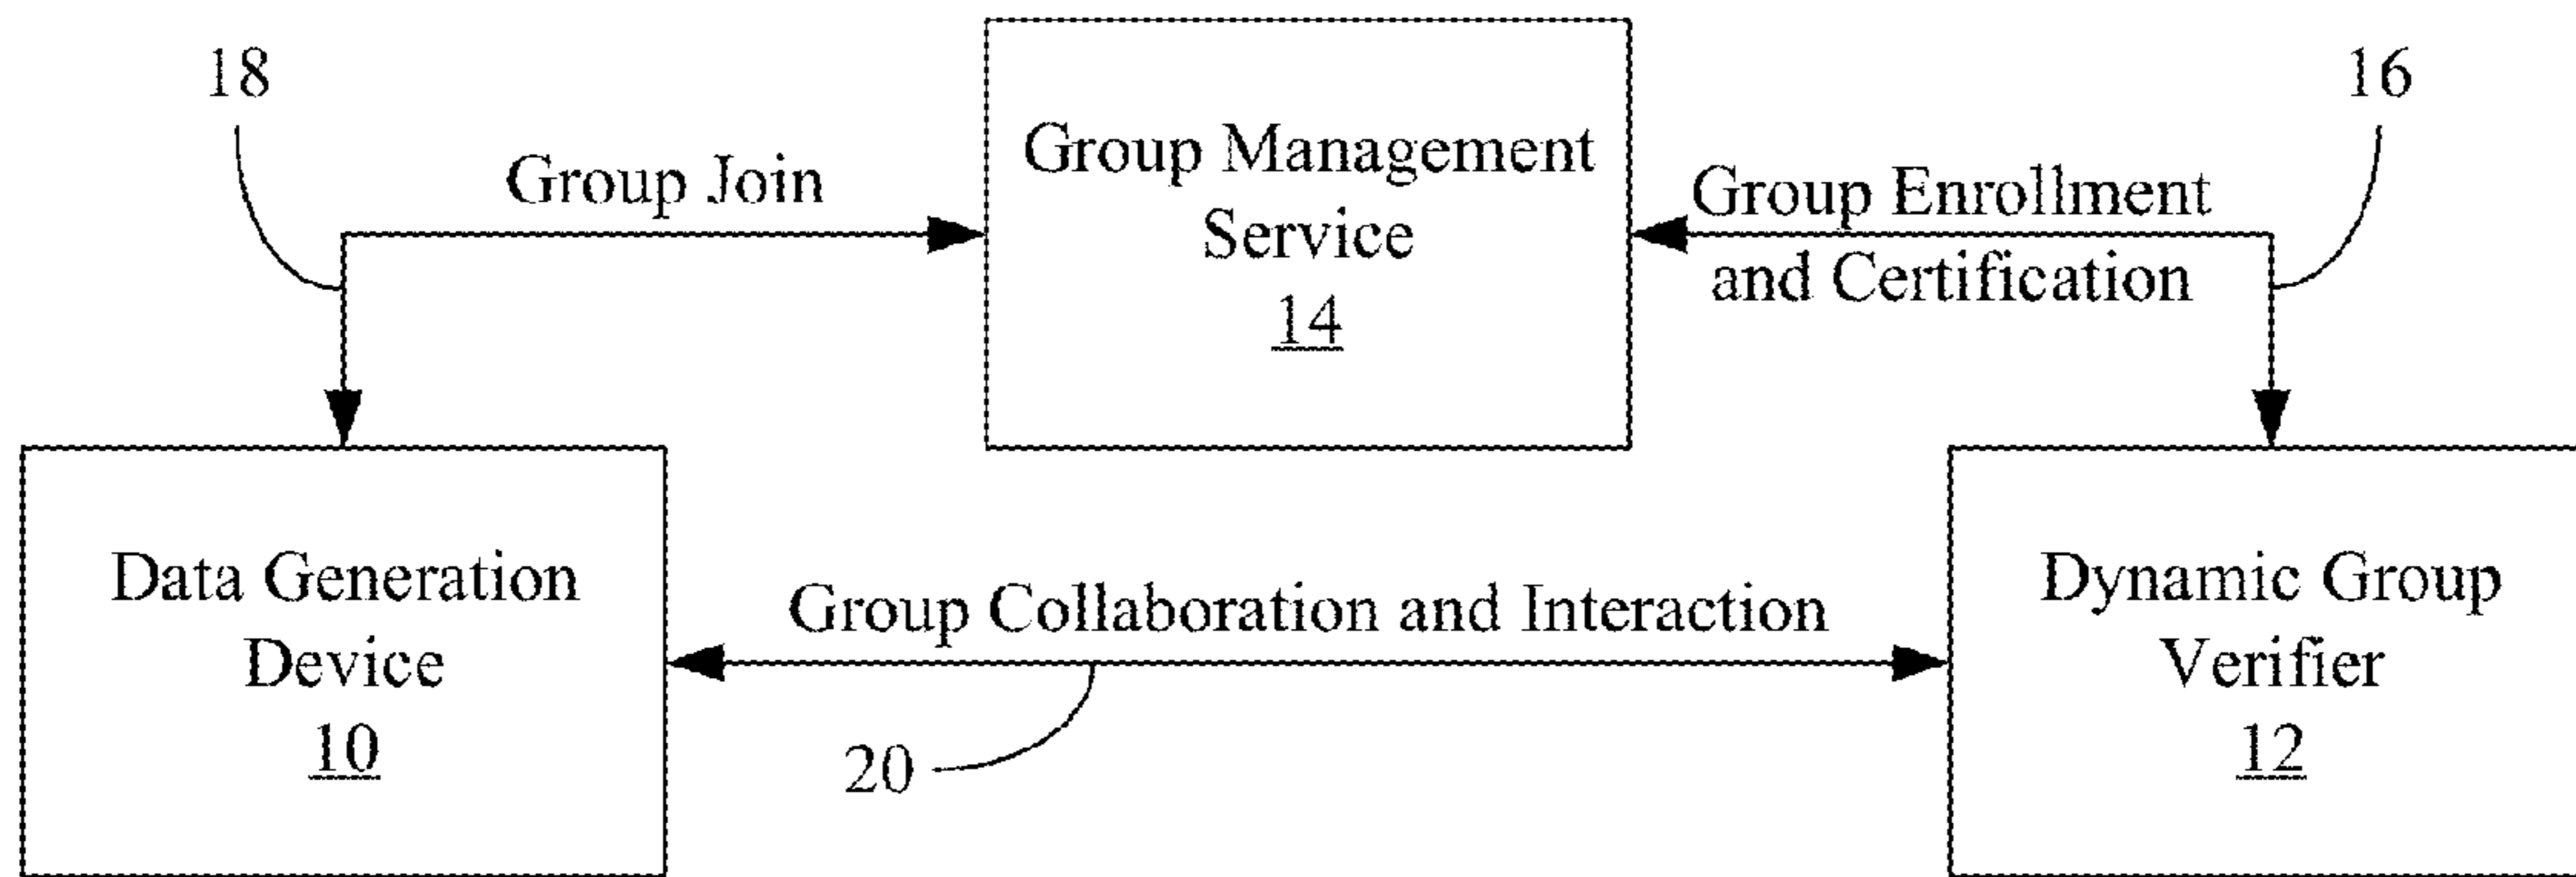 18
16
Group Join
Group Management
Service
14
Group Enrollment
and Certification
Data Generation
Device
10
Group Collaboration and Interaction
20
Dynamic Group
Verifier
12